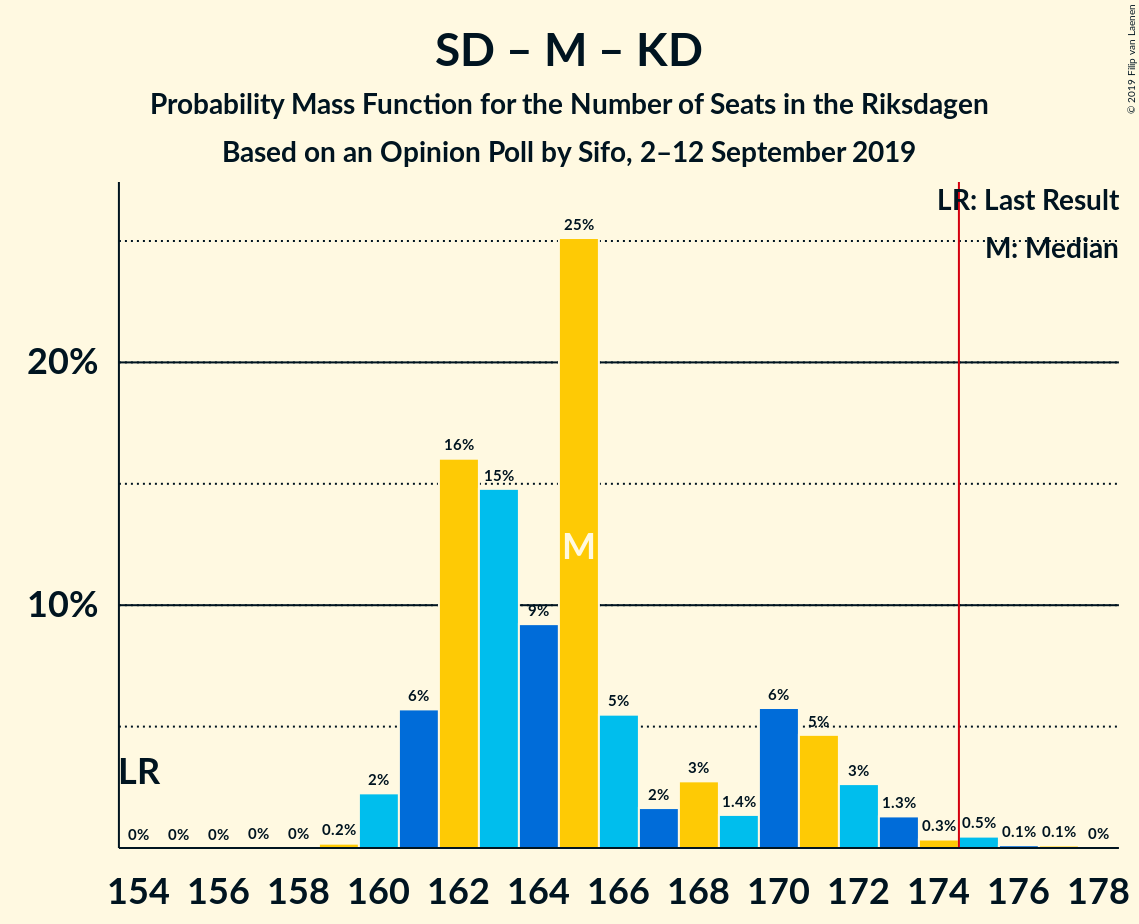 SD – M – KD
Probability Mass Function for the Number of Seats in the Riksdagen
Based on an Opinion Poll by Sifo, 2–12 September 2019
© 2019 Filip van Laenen
LR: Last Result
M: Median
25%
20%
16%
15%
M
10%
9%
6%
5%
6%
5%
LR
2%
2%
3%
1.4%
3%
1.3%
0% 0% 0% 0% 0% 0.2% 0.3% 0.5% 0.1% 0.1% 0%
154 156 158 160 162 164 166 168 170 172 174 176 178